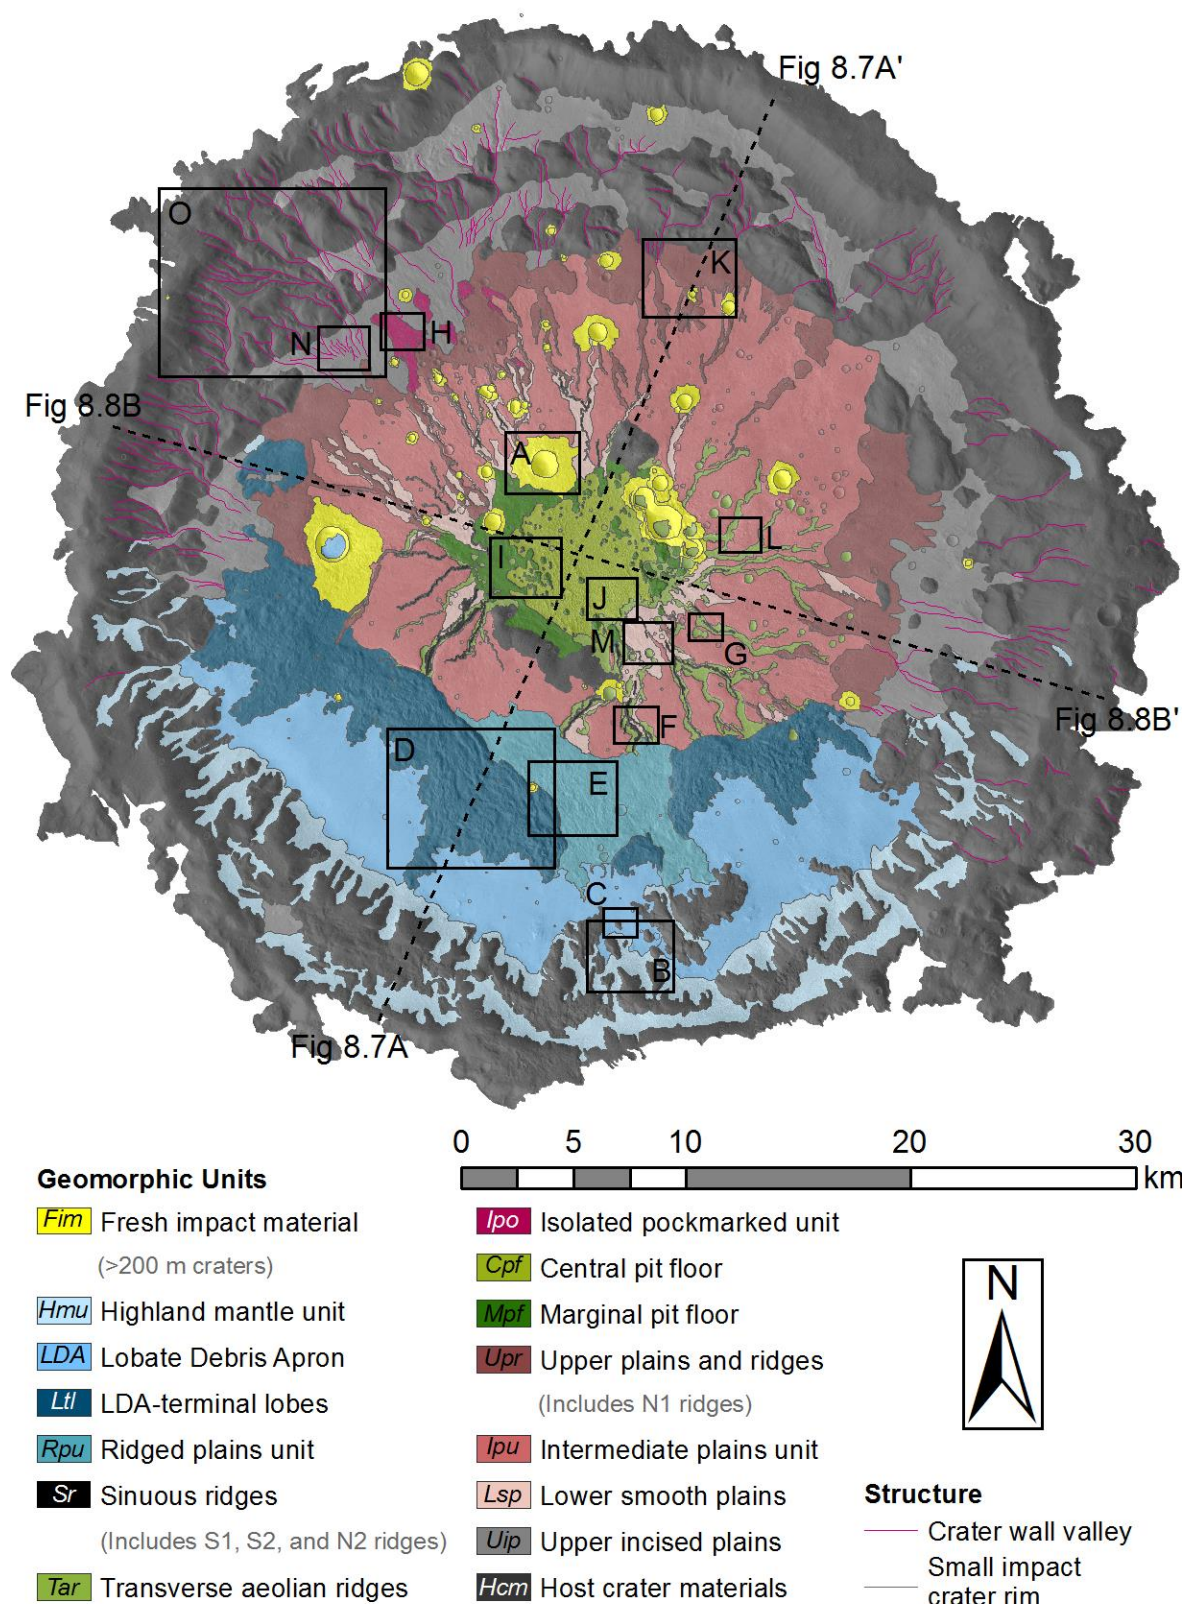 Fig 8.7A'
O
K
N
H
Fig 8.8B
A
L
I
J
M
G
Fig 8.8B'
F
D
E
C
B
Fig 8.7A
0 5 10 20 30
km
Geomorphic Units
Fim Fresh impact material
(>200 m craters)
Hmu Highland mantle unit
LDA Lobate Debris Apron
Ltl LDA-terminal lobes
Rpu Ridged plains unit
Sr Sinuous ridges
(Includes S1, S2, and N2 ridges)
Tar Transverse aeolian ridges
Ipo Isolated pockmarked unit
Cpf Central pit floor
Mpf Marginal pit floor
Upr Upper plains and ridges
(Includes N1 ridges)
Ipu Intermediate plains unit
Lsp Lower smooth plains
Uip Upper incised plains
Hcm Host crater materials
N
Structure
Crater wall valley
Small impact
crater rim